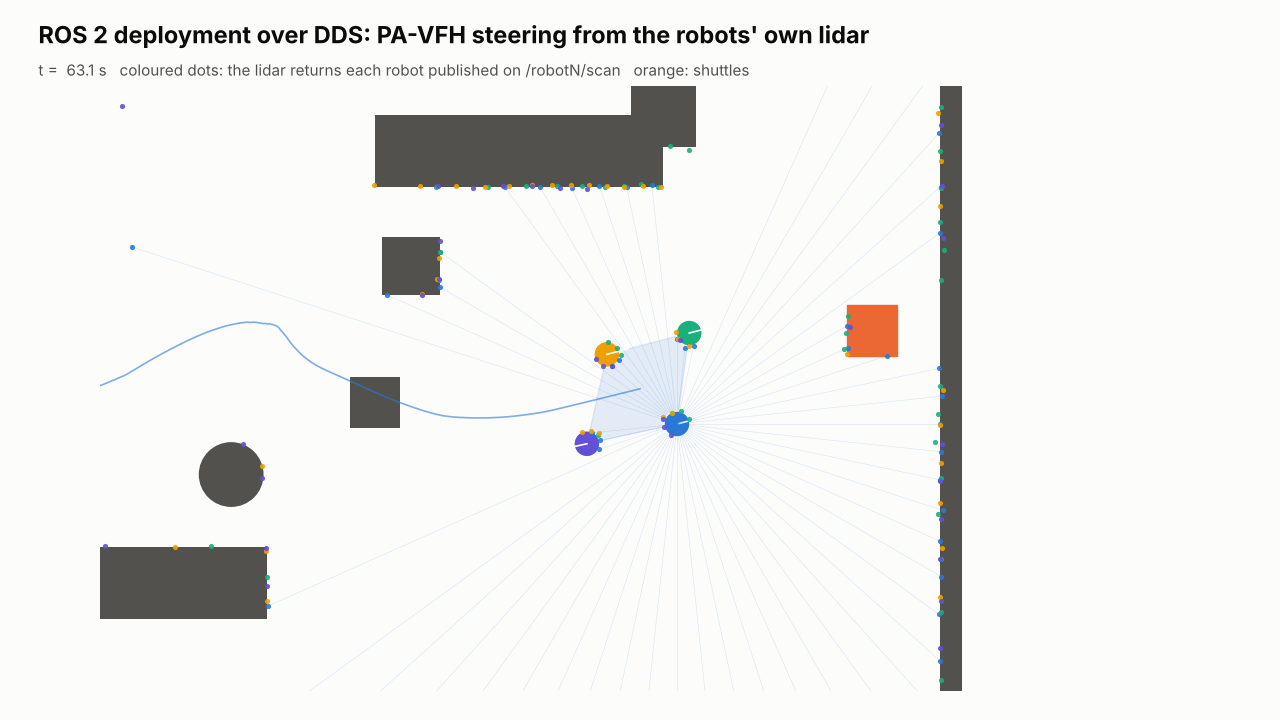 ROS 2 deployment over DDS: PA-VFH steering from the robots' own lidar
t =  63.1 s   coloured dots: the lidar returns each robot published on /robotN/scan   orange: shuttles